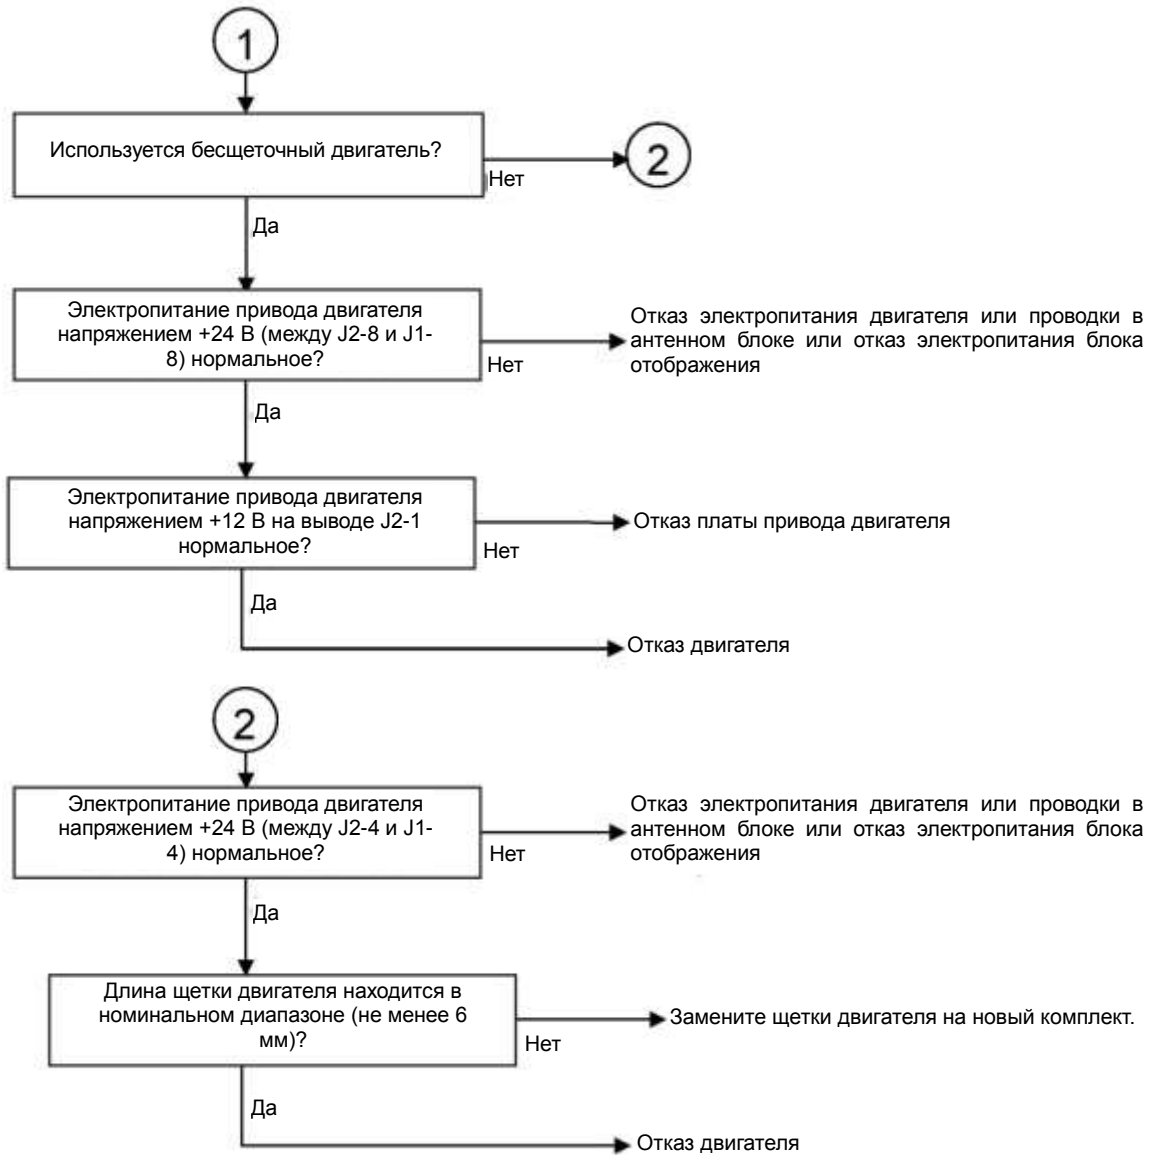 1
Используется бесщеточный двигатель?
2
Нет
Да
Электропитание привода двигателя
напряжением +24 В (между J2-8 и J1-
8) нормальное?
Нет
Отказ электропитания двигателя или проводки в
антенном блоке или отказ электропитания блока
отображения
Да
Электропитание привода двигателя
напряжением +12 В на выводе J2-1
нормальное?
Нет
Отказ платы привода двигателя
Да
Отказ двигателя
2
Электропитание привода двигателя
напряжением +24 В (между J2-4 и J1-
4) нормальное?
Нет
Отказ электропитания двигателя или проводки в
антенном блоке или отказ электропитания блока
отображения
Да
Длина щетки двигателя находится в
номинальном диапазоне (не менее 6
мм)?
Нет
Замените щетки двигателя на новый комплект.
Да
Отказ двигателя